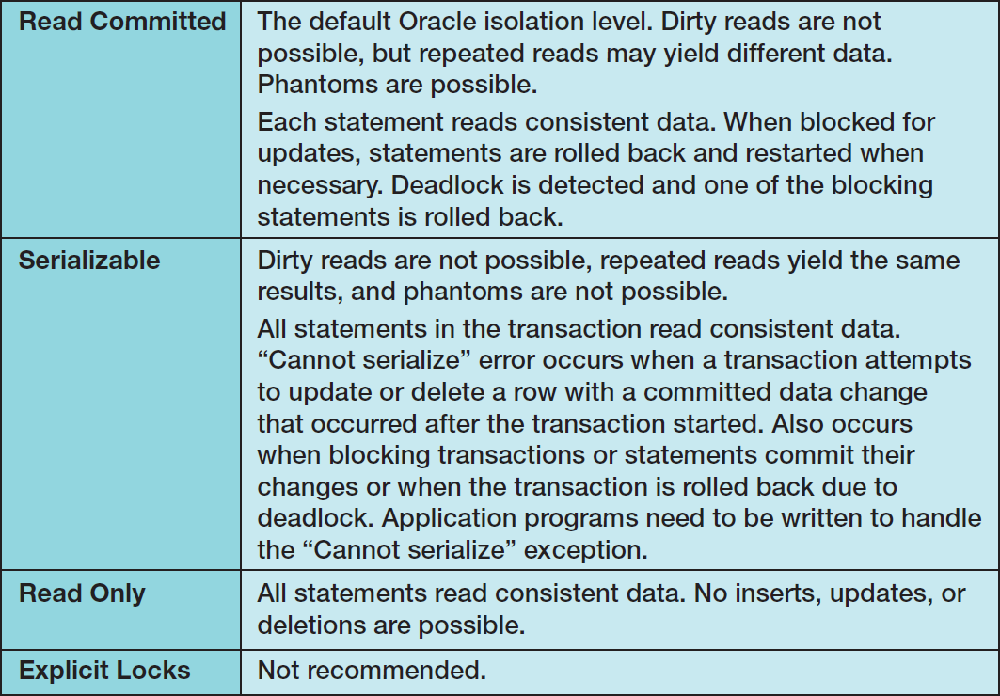 Read Committed
The default Oracle isolation level. Dirty reads are not
possible, but repeated reads may yield different data.
Phantoms are possible.
Each statement reads consistent data. When blocked for
updates, statements are rolled back and restarted when
necessary. Deadlock is detected and one of the blocking
statements is rolled back.
Serializable
Dirty reads are not possible, repeated reads yield the same
results, and phantoms are not possible.
All statements in the transaction read consistent data.
“Cannot serialize” error occurs when a transaction attempts
to update or delete a row with a committed data change
that occurred after the transaction started. Also occurs
when blocking transactions or statements commit their
changes or when the transaction is rolled back due to
deadlock. Application programs need to be written to handle
the “Cannot serialize” exception.
Read Only
All statements read consistent data. No inserts, updates, or
deletions are possible.
Explicit Locks
Not recommended.